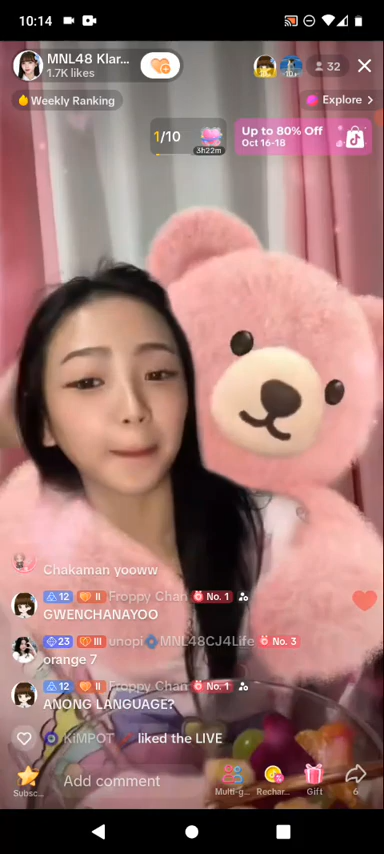 10:14
MNL48 Klar...
1.7K likes
32
Weekly Ranking
Explore
1/10
3h22m
Up to 80% Off
Oct 16-18
Chakaman yooww
12 II Froppy Chan No. 1
GWENCHANAYOO
23 III unopi MNL48CJ4Life No. 3
orange 7
12 II Froppy Chan No. 1
ANONG LANGUAGE?
KiMPOT liked the LIVE
Subsc...
Add comment
Multi-g...
Rechar...
Gift
6